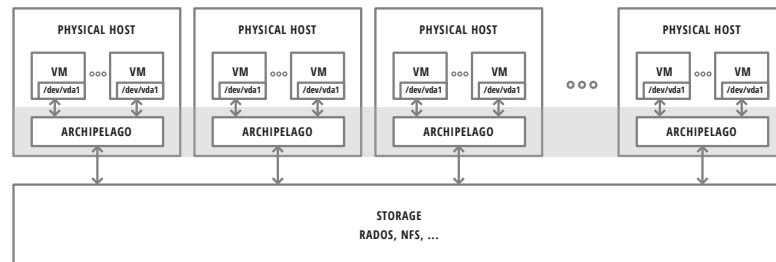 PHYSICAL HOST PHYSICAL HOST PHYSICAL HOST PHYSICAL HOST
VM VM VM VM VM VM VM VM
/dev/vda1 /dev/vda1 /dev/vda1 /dev/vda1 /dev/vda1 /dev/vda1 /dev/vda1 /dev/vda1
ARCHIPELAGO ARCHIPELAGO ARCHIPELAGO ARCHIPELAGO
STORAGE
RADOS, NFS, ...